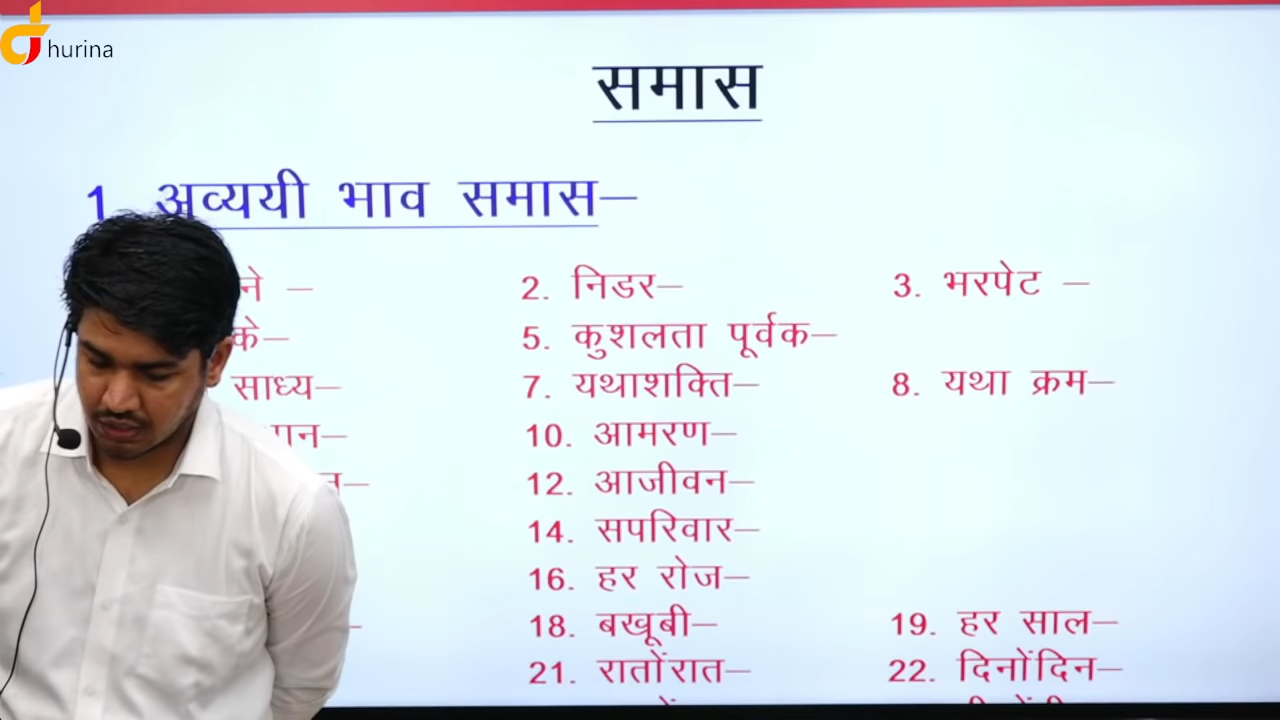 hurina
समास
1 अव्ययी भाव समास–
ने – 2. निडर– 3. भरपेट –
के– 5. कुशलता पूर्वक–
साध्य– 7. यथाशक्ति– 8. यथा क्रम–
10. आमरण–
12. आजीवन–
14. सपरिवार–
16. हर रोज–
18. बखूबी– 19. हर साल–
21. रातोंरात– 22. दिनोंदिन–